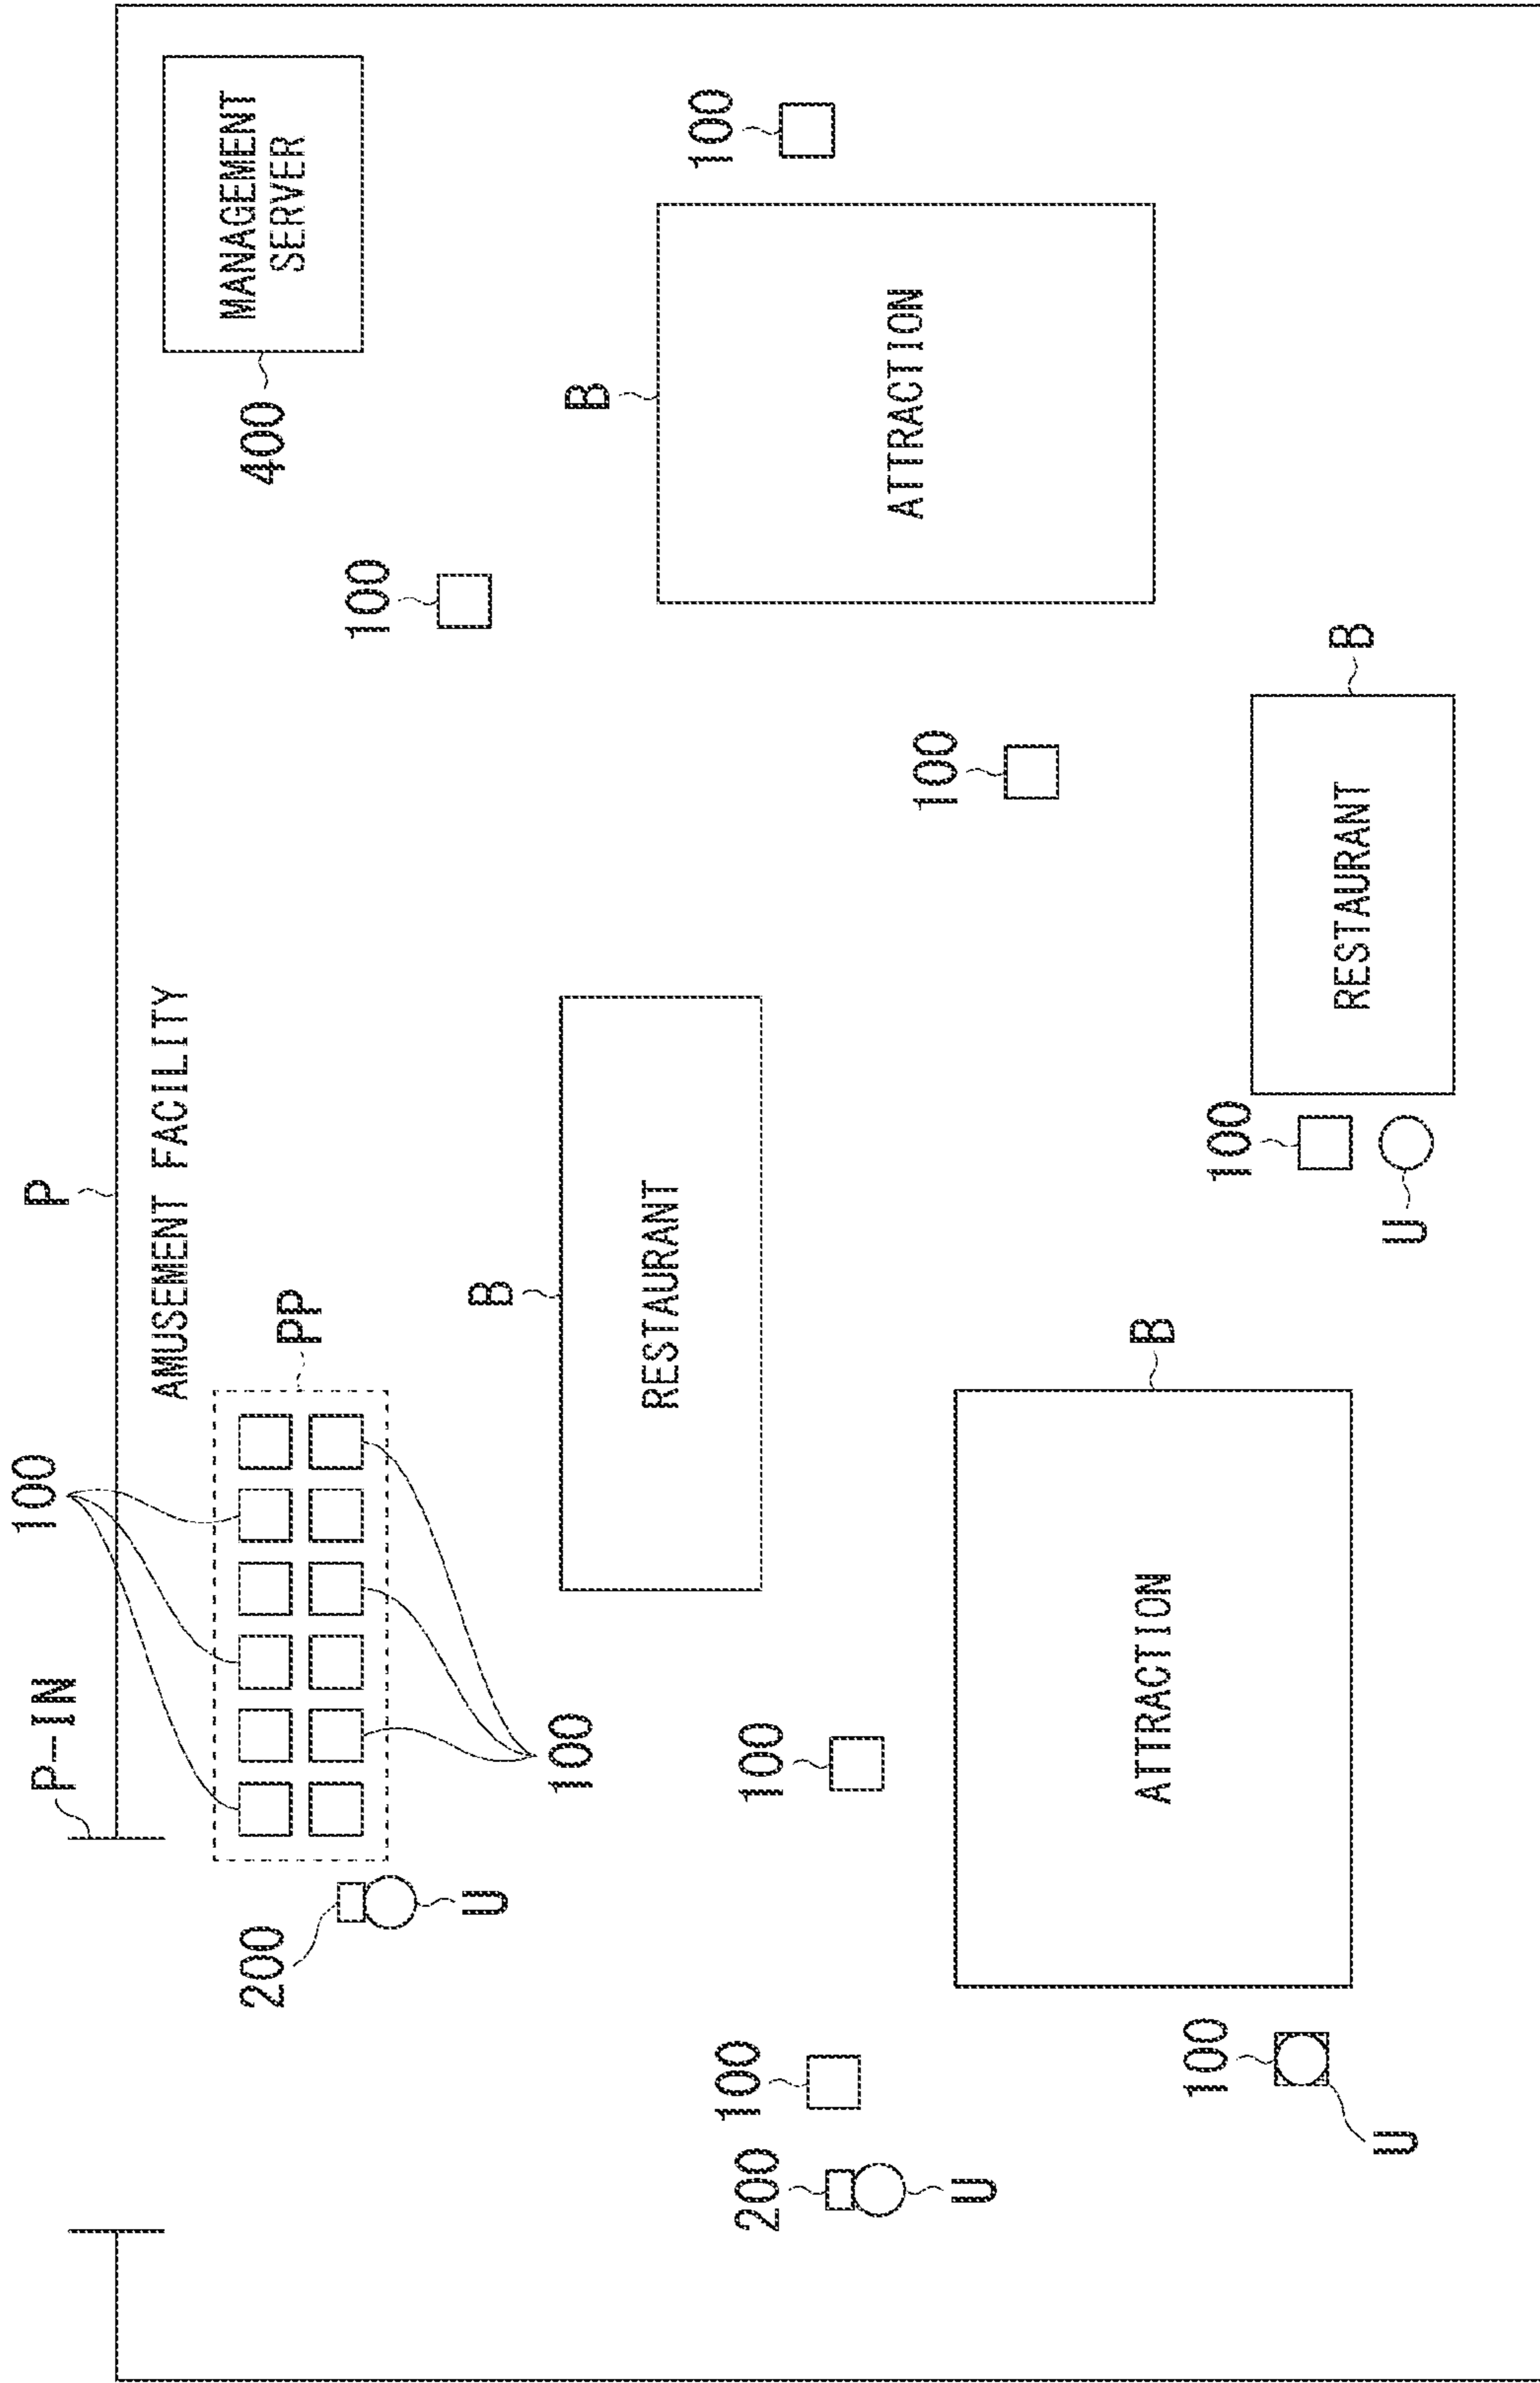 P-IN
100
P
AMUSEMENT FACILITY
MANAGEMENT
SERVER
200
PP
400
100
U
B
100
B
RESTAURANT
100
200
100
100
ATTRACTION
100
U
ATTRACTION
B
100
100
RESTAURANT
B
U
U